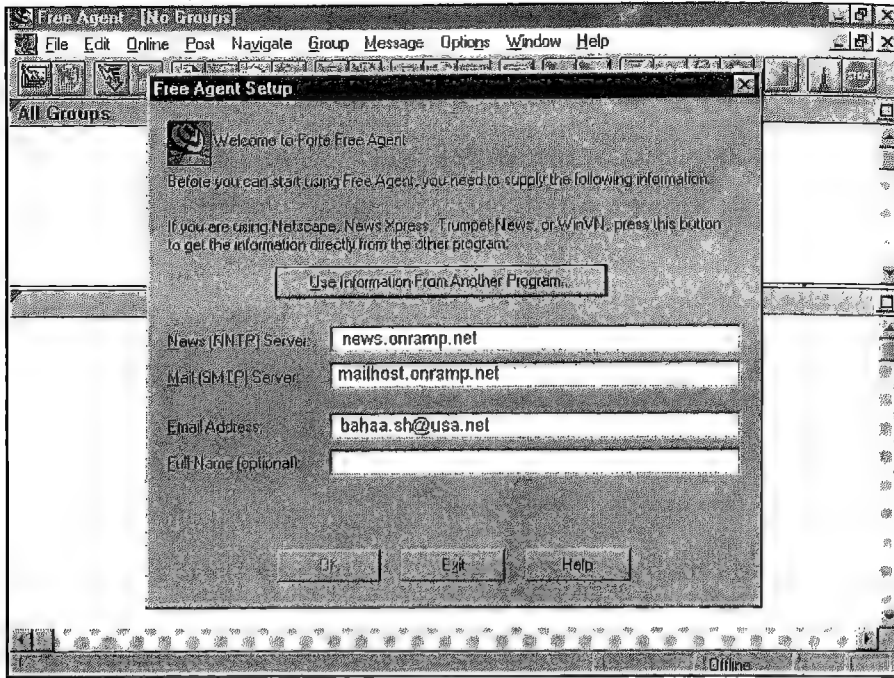 Free Agent - [No Groups]
File Edit Online Post Navigate Group Message Options Window Help
Free Agent Setup
All Groups
Welcome to Forte Free Agent
Before you can start using Free Agent, you need to supply the following information.
If you are using Netscape, News Xpress, Trumpet News, or WinVN, press this button
to get the information directly from the other program:
Use Information From Another Program...
News (NNTP) Server: news.onramp.net
Mail (SMTP) Server: mailhost.onramp.net
Email Address: bahaa.sh@usa.net
Full Name (optional):
OK Exit Help
Offline